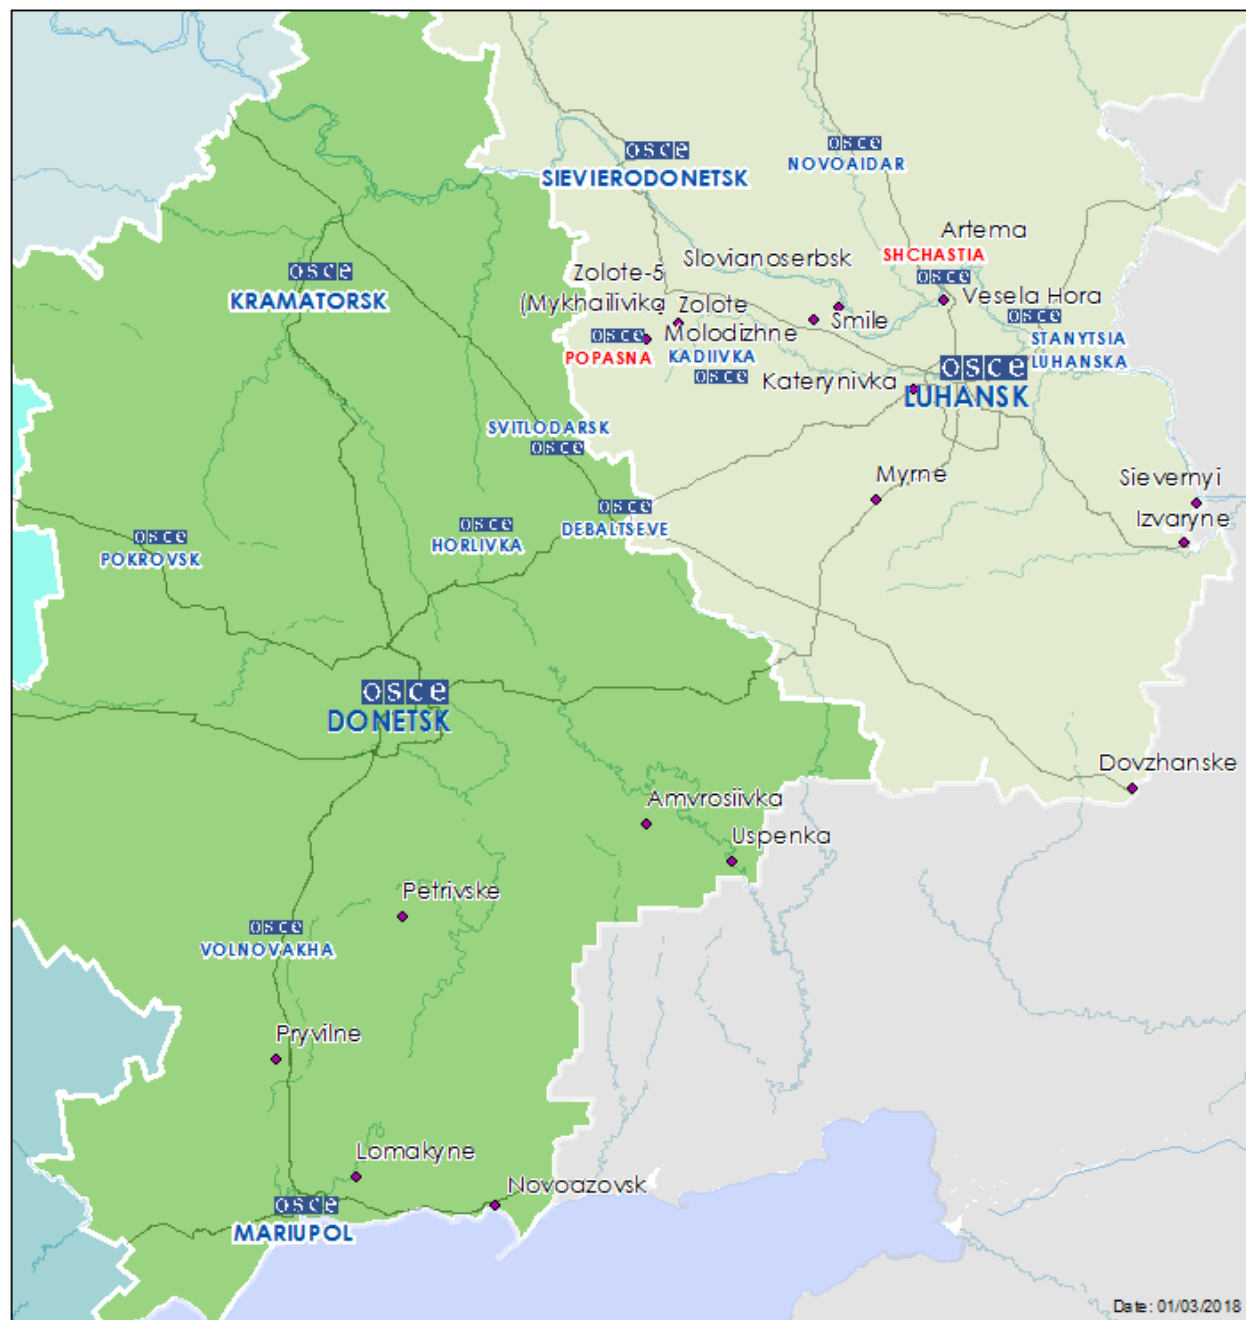 osce
SIEVIERODONETSK
osce
NOVOAIDAR
Artema
SHCHASTIA
osce
Slovianoserbsk
Zolote-5
(Mykhailivika)
Zolote
Molodizhne
Smile
Vesela Hora
osce
STANYTSIA
LUHANSKA
osce
KRAMATORSK
osce
POPASNA
KADIIVKA
osce
Katerynivka
osce
LUHANSK
SVITLODARSK
osce
Myrne
Sievernyi
Izvaryne
osce
DEBALTSEVE
osce
HORLIVKA
osce
POKROVSK
osce
DONETSK
Dovzhanske
Amvrosiivka
Uspenka
Petrivske
osce
VOLNOVAKHA
Pryvilne
Lomakyne
Novoazovsk
osce
MARIUPOL
Date: 01/03/2018